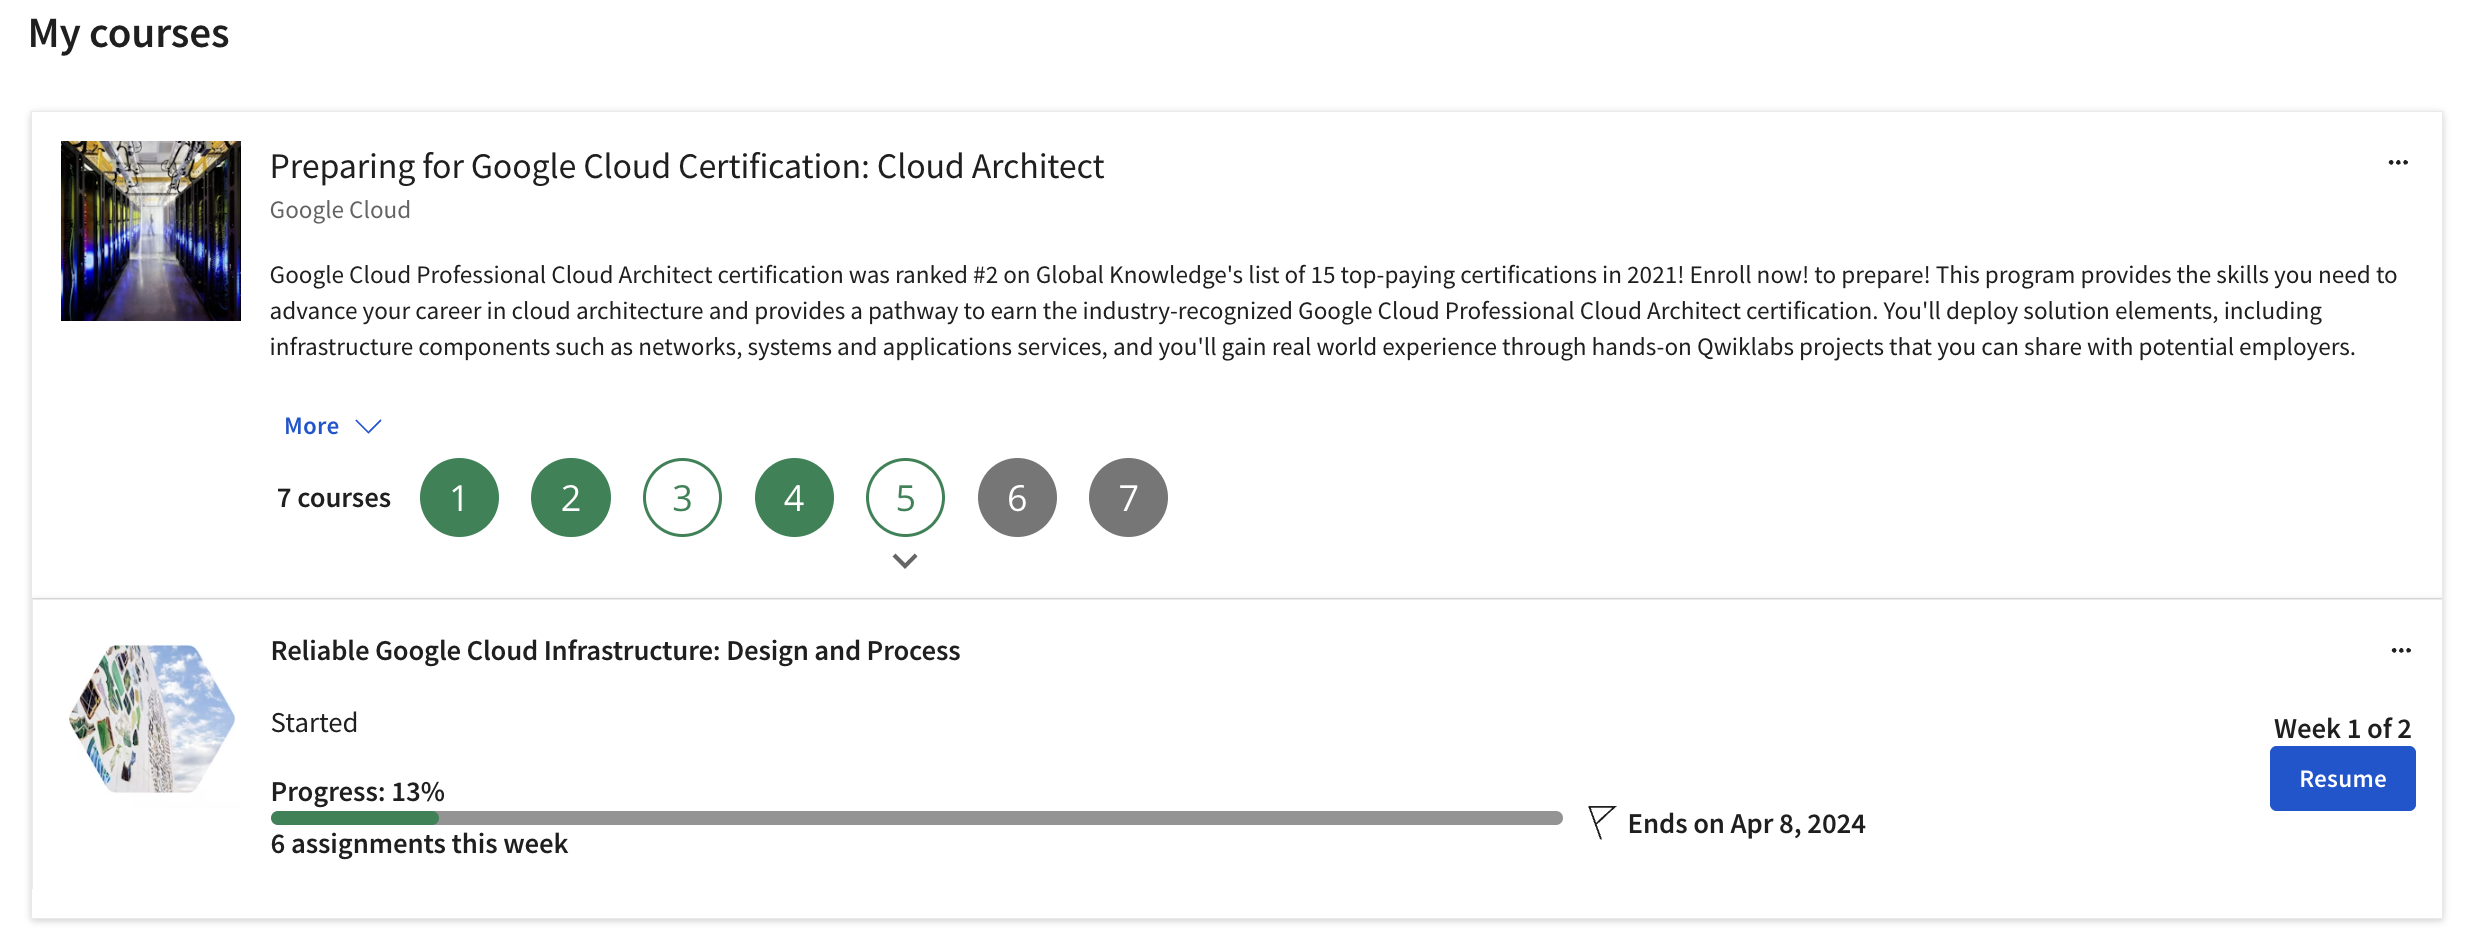 My courses
Preparing for Google Cloud Certification: Cloud Architect
Google Cloud
Google Cloud Professional Cloud Architect certification was ranked #2 on Global Knowledge's list of 15 top-paying certifications in 2021! Enroll now! to prepare! This program provides the skills you need to
advance your career in cloud architecture and provides a pathway to earn the industry-recognized Google Cloud Professional Cloud Architect certification. You'll deploy solution elements, including
infrastructure components such as networks, systems and applications services, and you'll gain real world experience through hands-on Qwiklabs projects that you can share with potential employers.
More
7 courses 1 2 3 4 5 6 7
Reliable Google Cloud Infrastructure: Design and Process
Started
Week 1 of 2
Resume
Progress: 13%
Ends on Apr 8, 2024
6 assignments this week